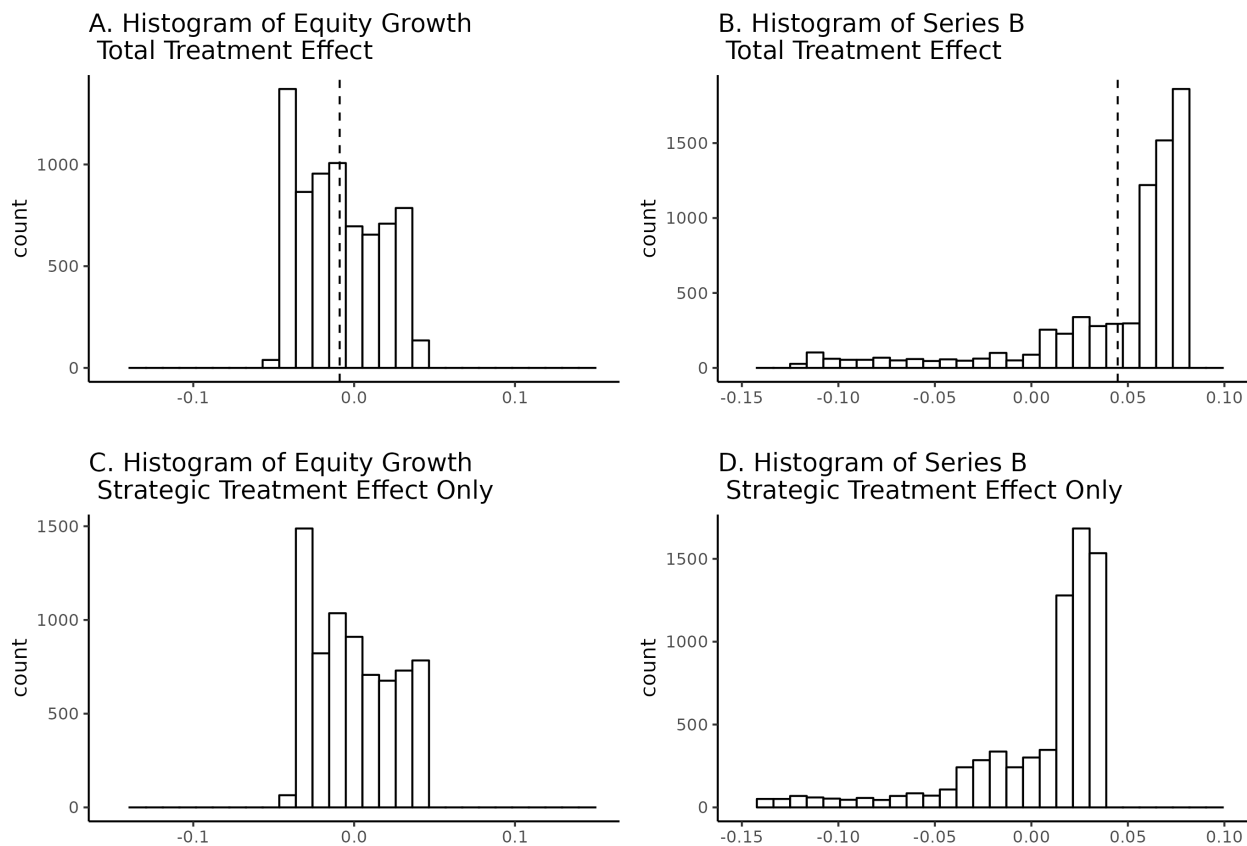 A. Histogram of Equity Growth
Total Treatment Effect
count
1000
500
0
-0.1
0.0
0.1
B. Histogram of Series B
Total Treatment Effect
count
1500
1000
500
0
-0.15
-0.10
-0.05
0.00
0.05
0.10
C. Histogram of Equity Growth
Strategic Treatment Effect Only
count
1500
1000
500
0
-0.1
0.0
0.1
D. Histogram of Series B
Strategic Treatment Effect Only
count
1500
1000
500
0
-0.15
-0.10
-0.05
0.00
0.05
0.10